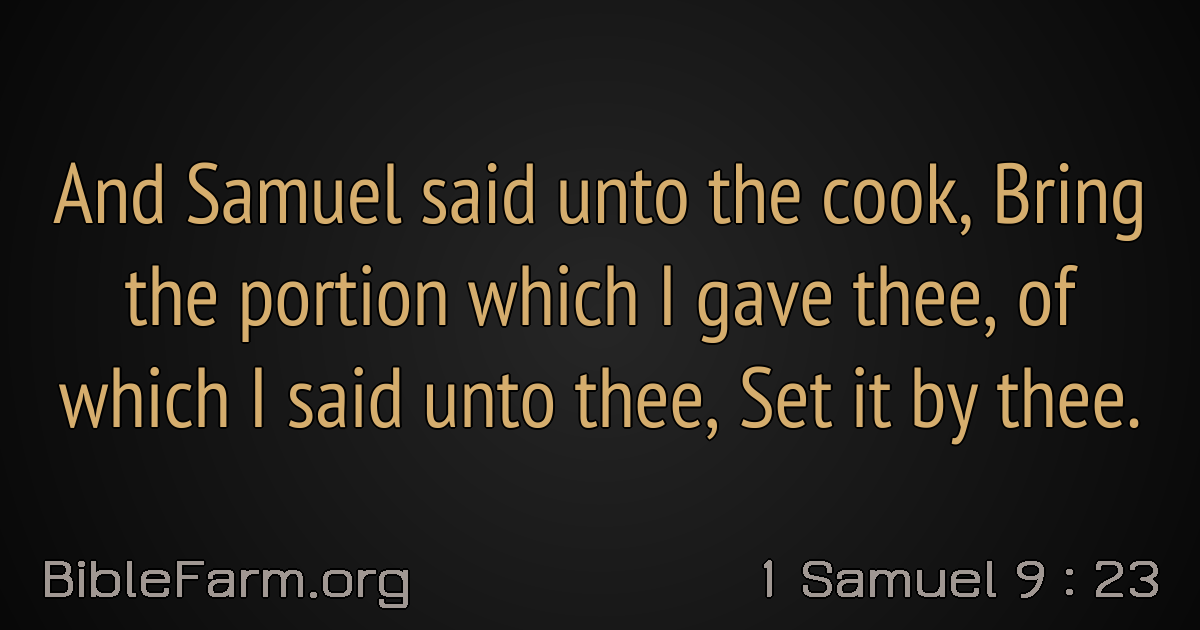 And Samuel said unto the cook, Bring
the portion which I gave thee, of
which I said unto thee, Set it by thee.
BibleFarm.org
1 Samuel 9 : 23